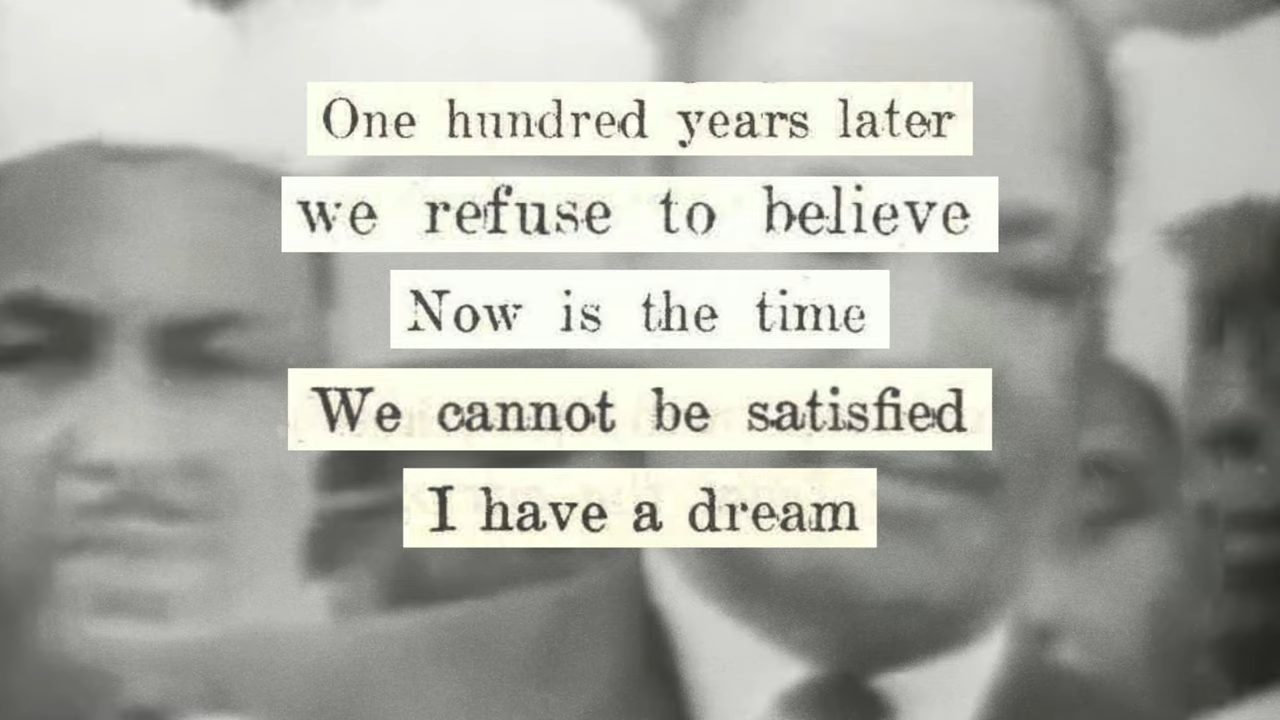 One hundred years later
we refuse to believe
Now is the time
We cannot be satisfied
I have a dream